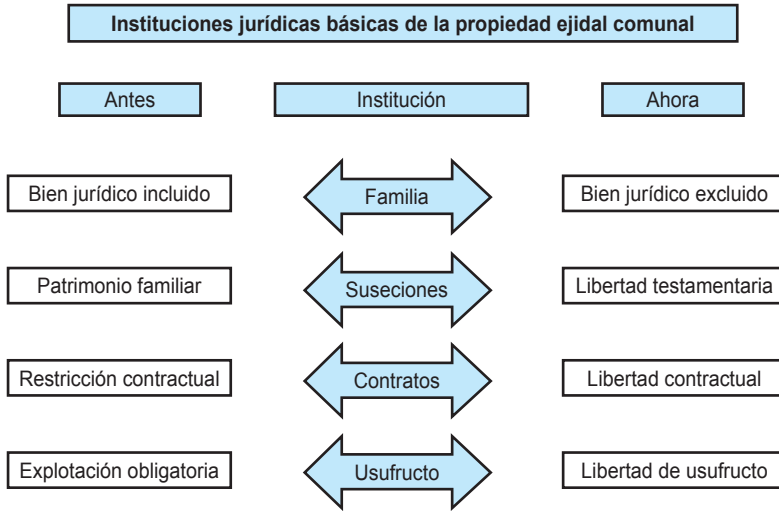 Instituciones jurídicas básicas de la propiedad ejidal comunal
Antes
Institución
Ahora
Bien jurídico incluido
Familia
Bien jurídico excluido
Patrimonio familiar
Suseciones
Libertad testamentaria
Restricción contractual
Contratos
Libertad contractual
Explotación obligatoria
Usufructo
Libertad de usufructo